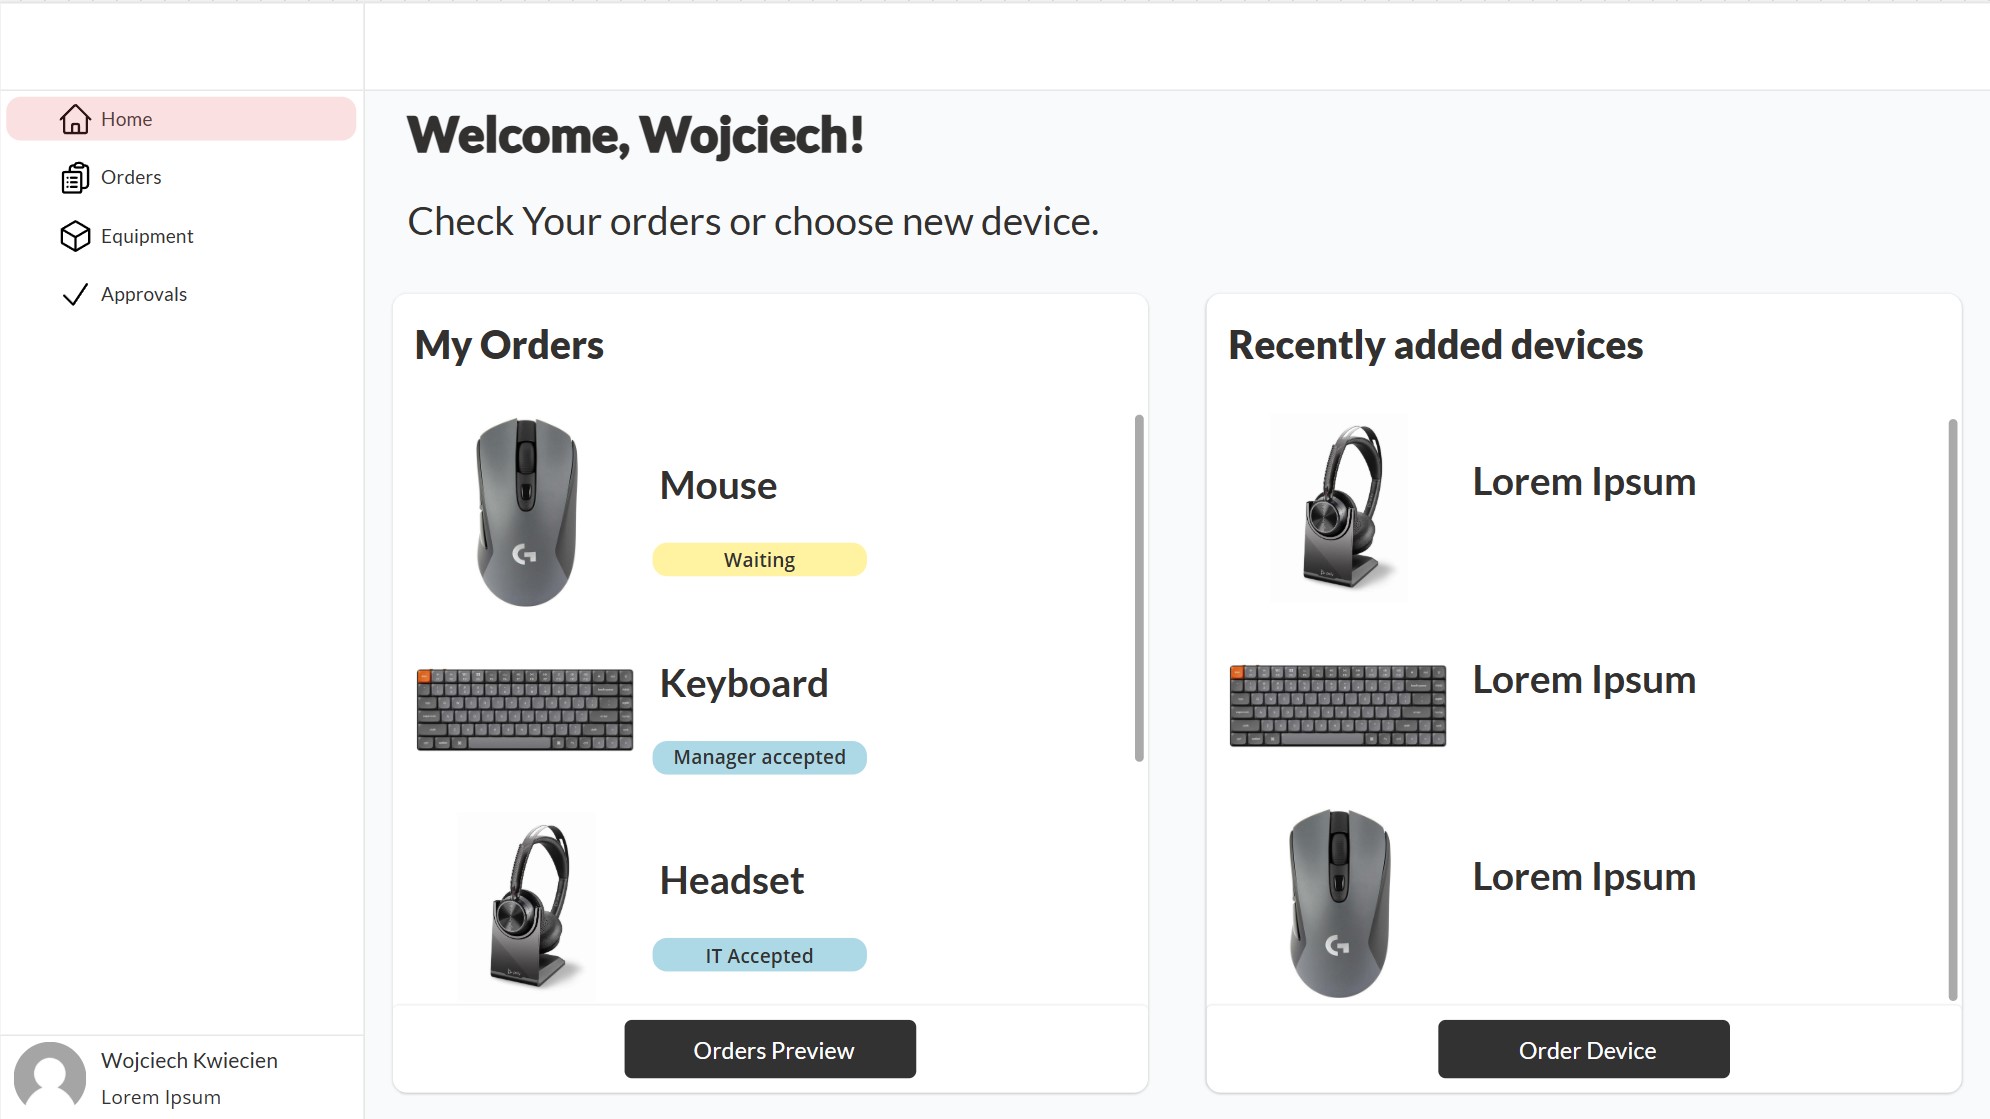 Home
Orders
Equipment
Approvals
Wojciech Kwiecien
Lorem Ipsum
Welcome, Wojciech!
Check Your orders or choose new device.
My Orders
Mouse
Waiting
Keyboard
Manager accepted
Headset
IT Accepted
Orders Preview
Recently added devices
Lorem Ipsum
Lorem Ipsum
Lorem Ipsum
Order Device